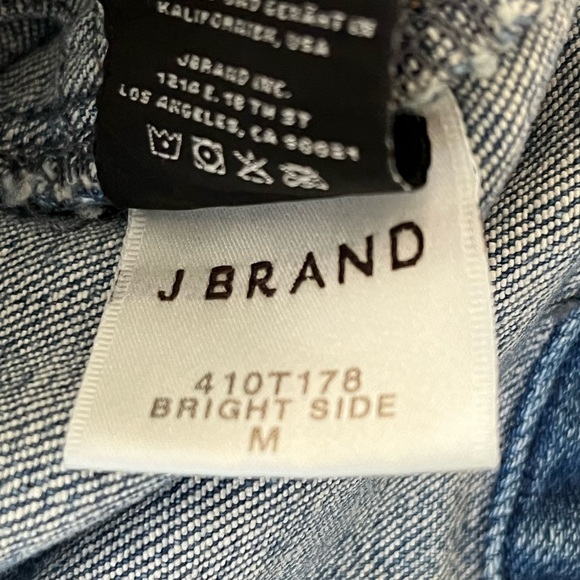 KALIFORNIEN, USA
JBRAND INC.
1214 E. 18 TH ST
LOS ANGELES, CA 90021
J BRAND
410T178
BRIGHT SIDE
M